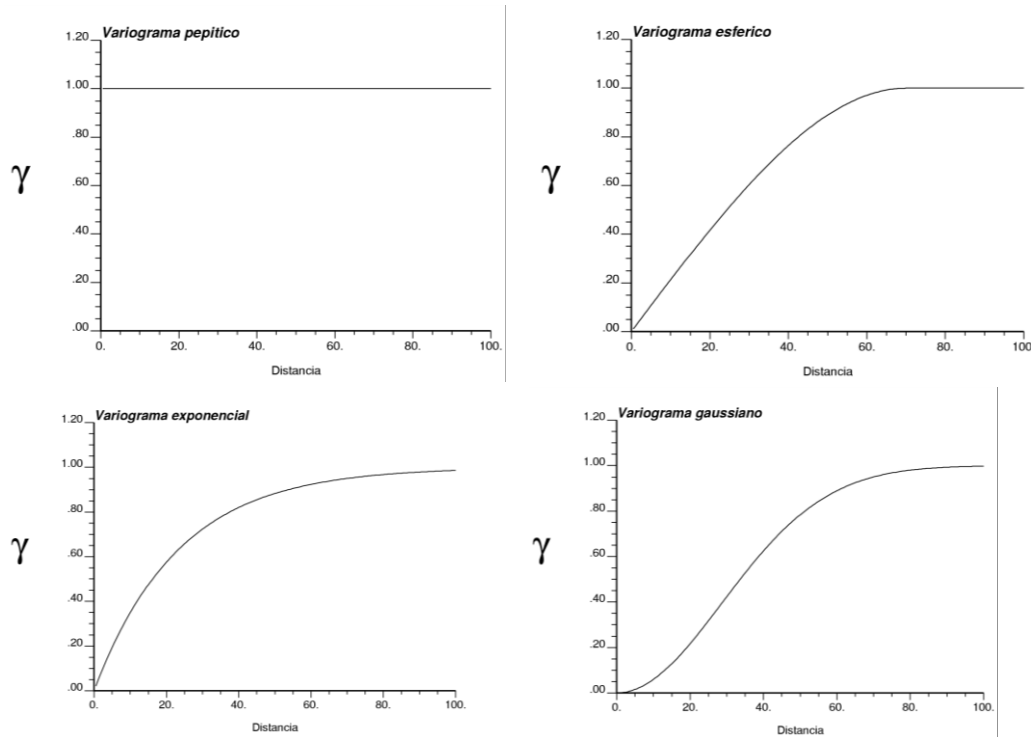 Variograma pepitico
1.20
1.00
.80
.60
.40
.20
.00
γ
0. 20. 40. 60. 80. 100.
Distancia
Variograma esferico
1.20
1.00
.80
.60
.40
.20
.00
γ
0. 20. 40. 60. 80. 100
Distancia
Variograma exponencial
1.20
1.00
.80
.60
.40
.20
.00
γ
0. 20. 40. 60. 80. 100.
Distancia
Variograma gaussiano
1.20
1.00
.80
.60
.40
.20
.00
γ
0. 20. 40. 60. 80. 100.
Distancia